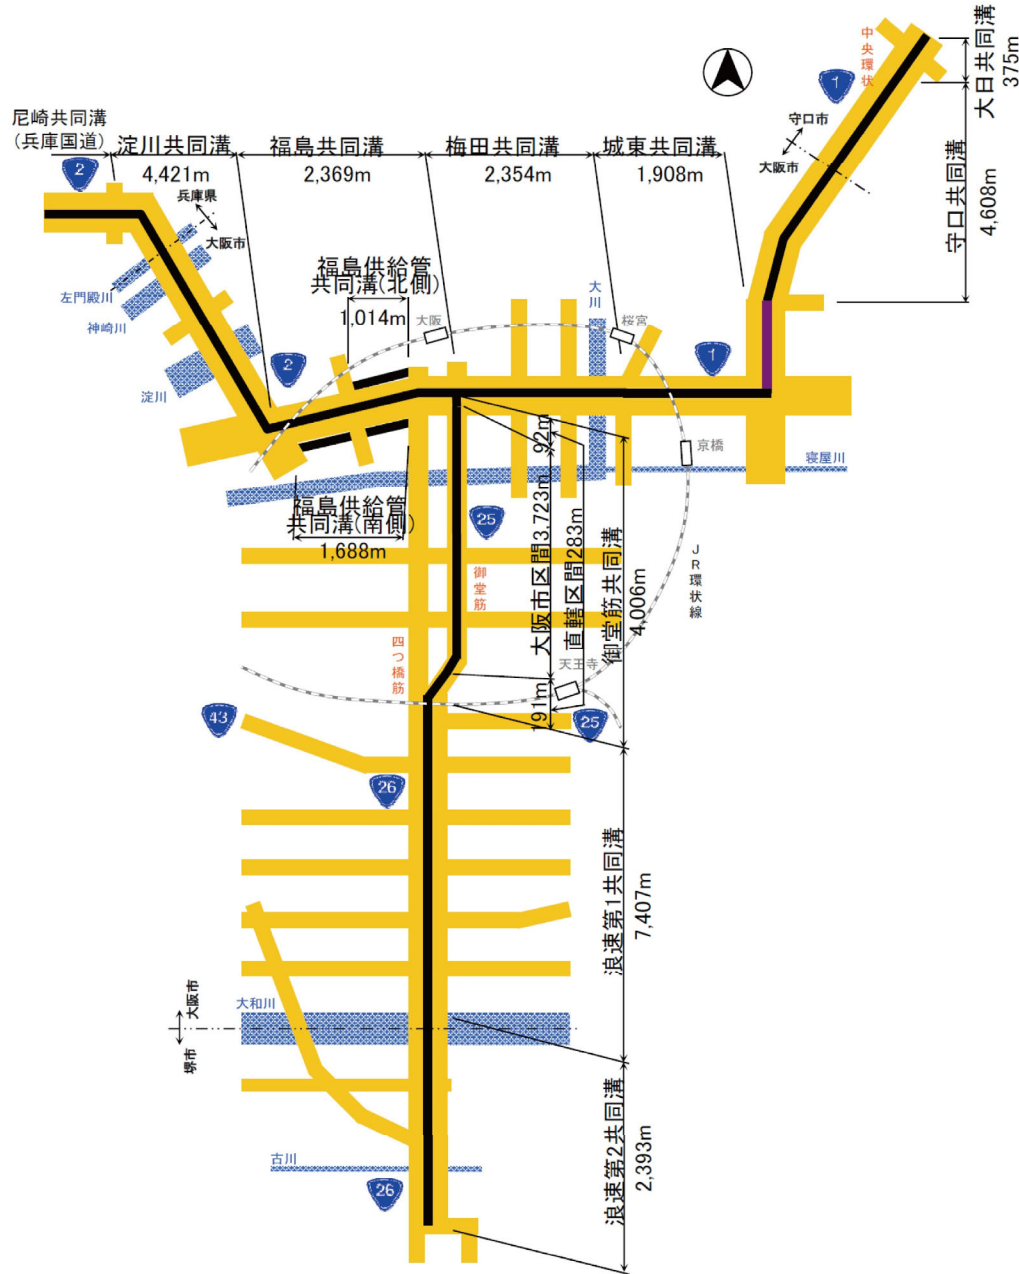 中央環状
大日共同溝
375m
1
守口市
大阪市
守口共同溝
4,608m
尼崎共同溝
(兵庫国道)
淀川共同溝
4,421m
福島共同溝
2,369m
梅田共同溝
2,354m
城東共同溝
1,908m
2
兵庫県
大阪市
左門殿川
神崎川
淀川
福島供給管
共同溝(北側)
1,014m
大阪
大川
桜宮
2
1
京橋
寝屋川
福島供給管
共同溝(南側)
1,688m
25
御堂筋
四つ橋筋
92m
大阪市区間3.723m
191m
直轄区間283m
御堂筋共同溝
4,006m
JR環状線
天王寺
25
43
26
浪速第1共同溝
7,407m
大和川
大阪市
堺市
古川
26
浪速第2共同溝
2,393m